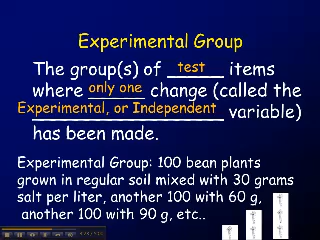 Experimental Group
The group(s) of test items
where only one change (called the
Experimental, or Independent variable)
has been made.
Experimental Group: 100 bean plants
grown in regular soil mixed with 30 grams
salt per liter, another 100 with 60 g,
another 100 with 90 g, etc..